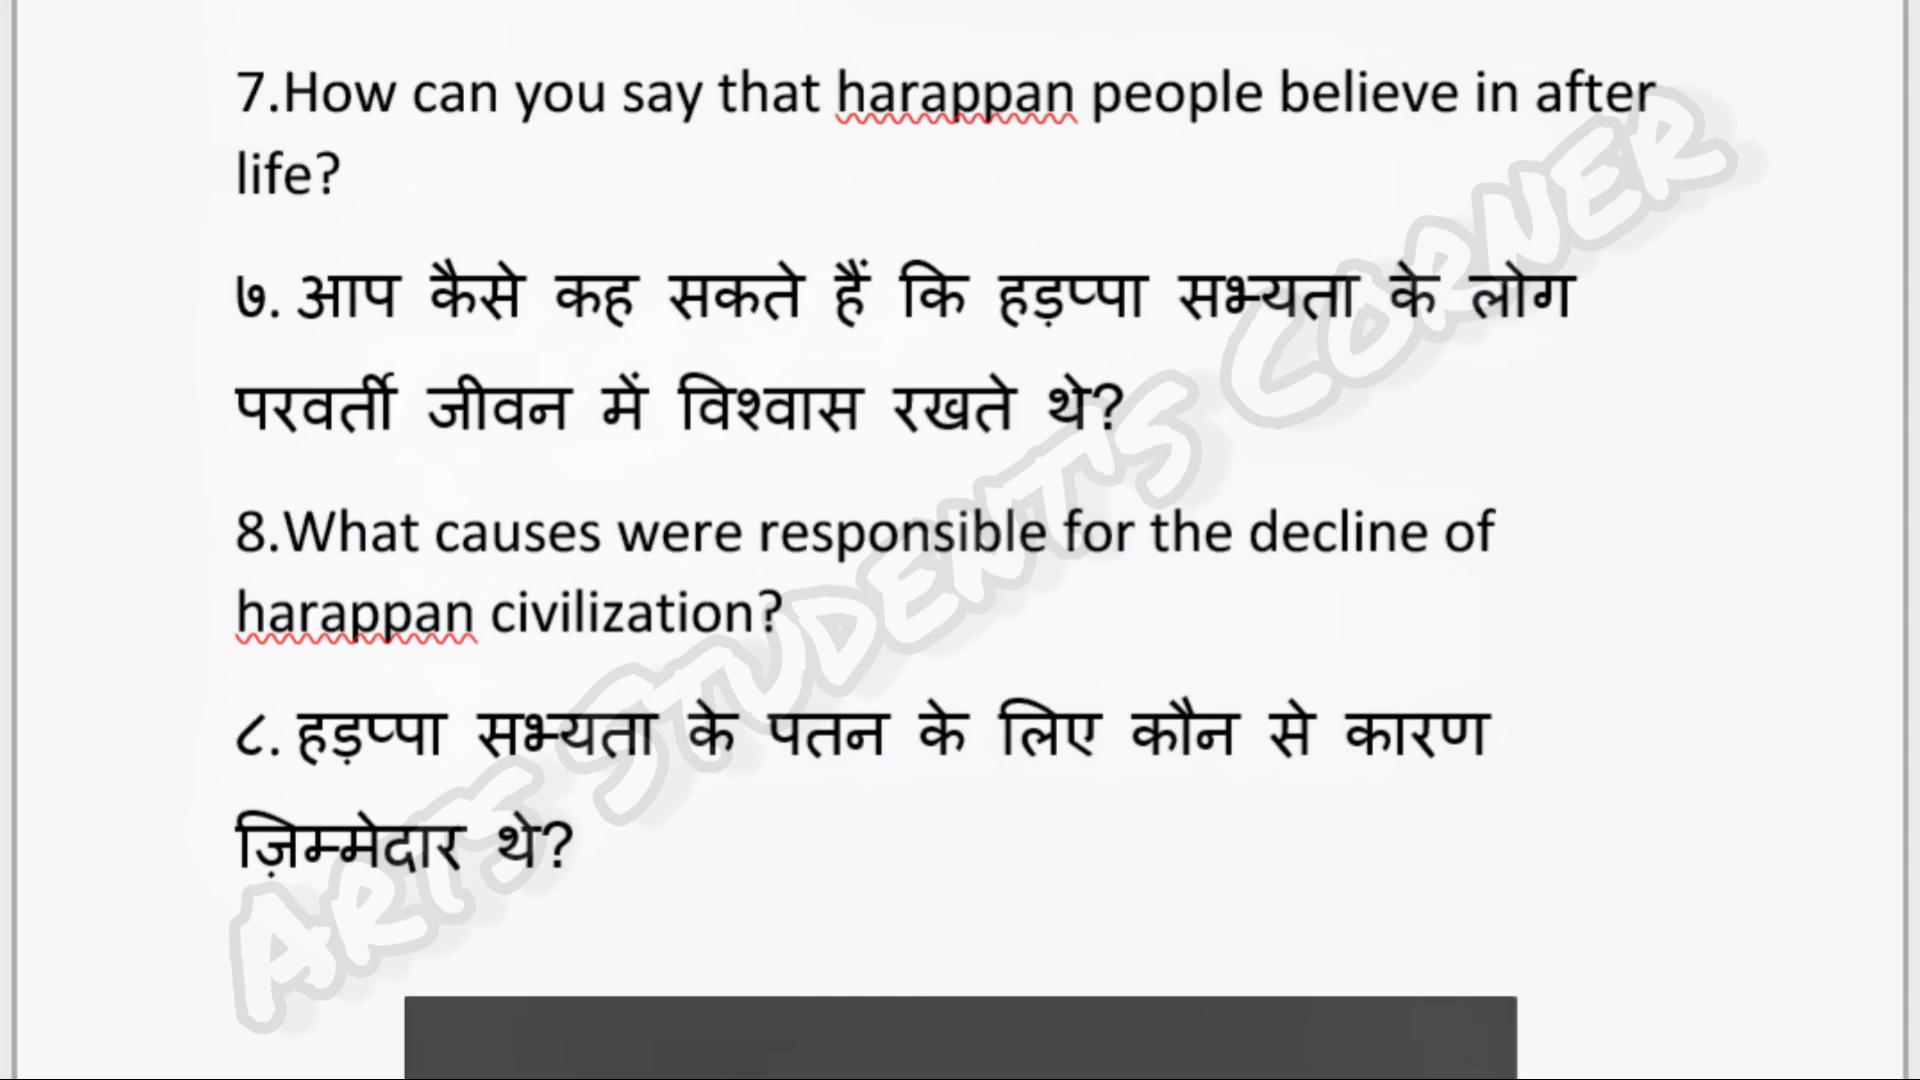 7.How can you say that harappan people believe in after
life?
७. आप कैसे कह सकते हैं कि हड़प्पा सभ्यता के लोग
परवर्ती जीवन में विश्वास रखते थे?
8.What causes were responsible for the decline of
harappan civilization?
८. हड़प्पा सभ्यता के पतन के लिए कौन से कारण
ज़िम्मेदार थे?
ARTS STUDENTS CORNER